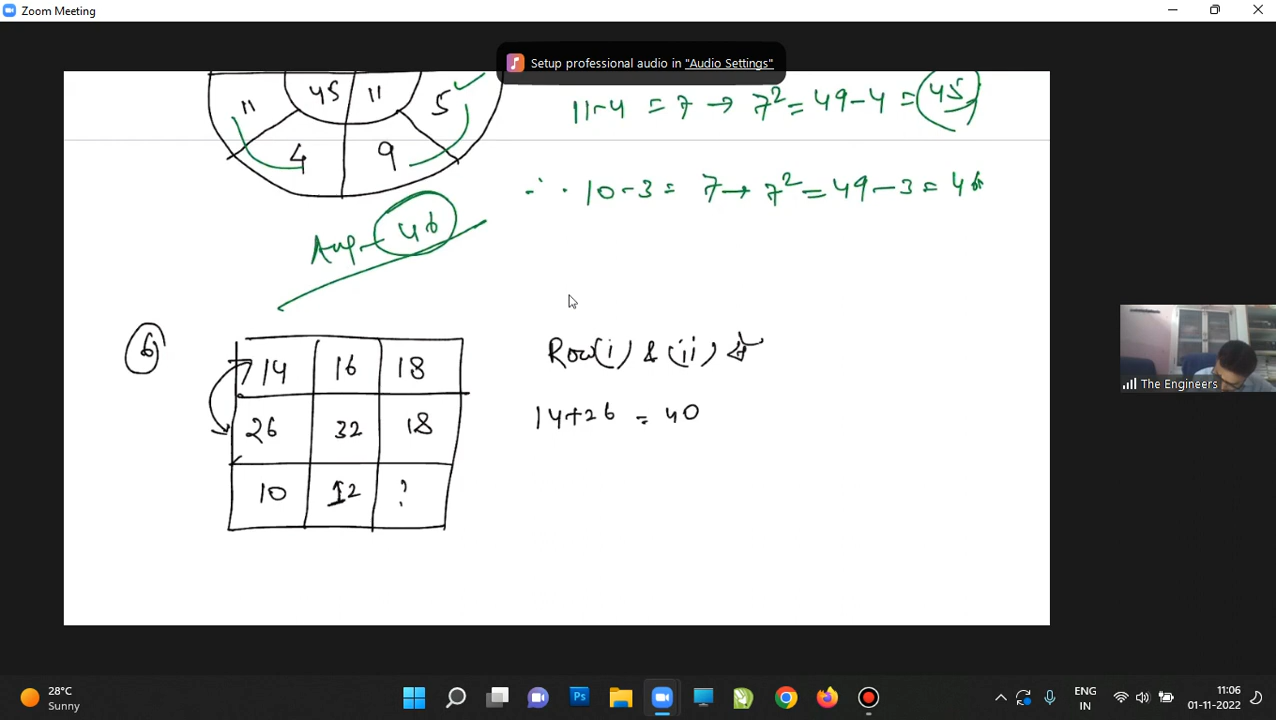 Zoom Meeting
Setup professional audio in "Audio Settings"
11 45 11 5
4 9
11-4 = 7 → 7² = 49-4 = 45
∴ 10-3 = 7 → 7² = 49-3 = 46
46
6
14 16 18
26 32 18
10 12 ?
Row(i) & (ii)
14+26 = 40
The Engineers
28°C
Sunny
Ps
ENG
IN
11:06
01-11-2022